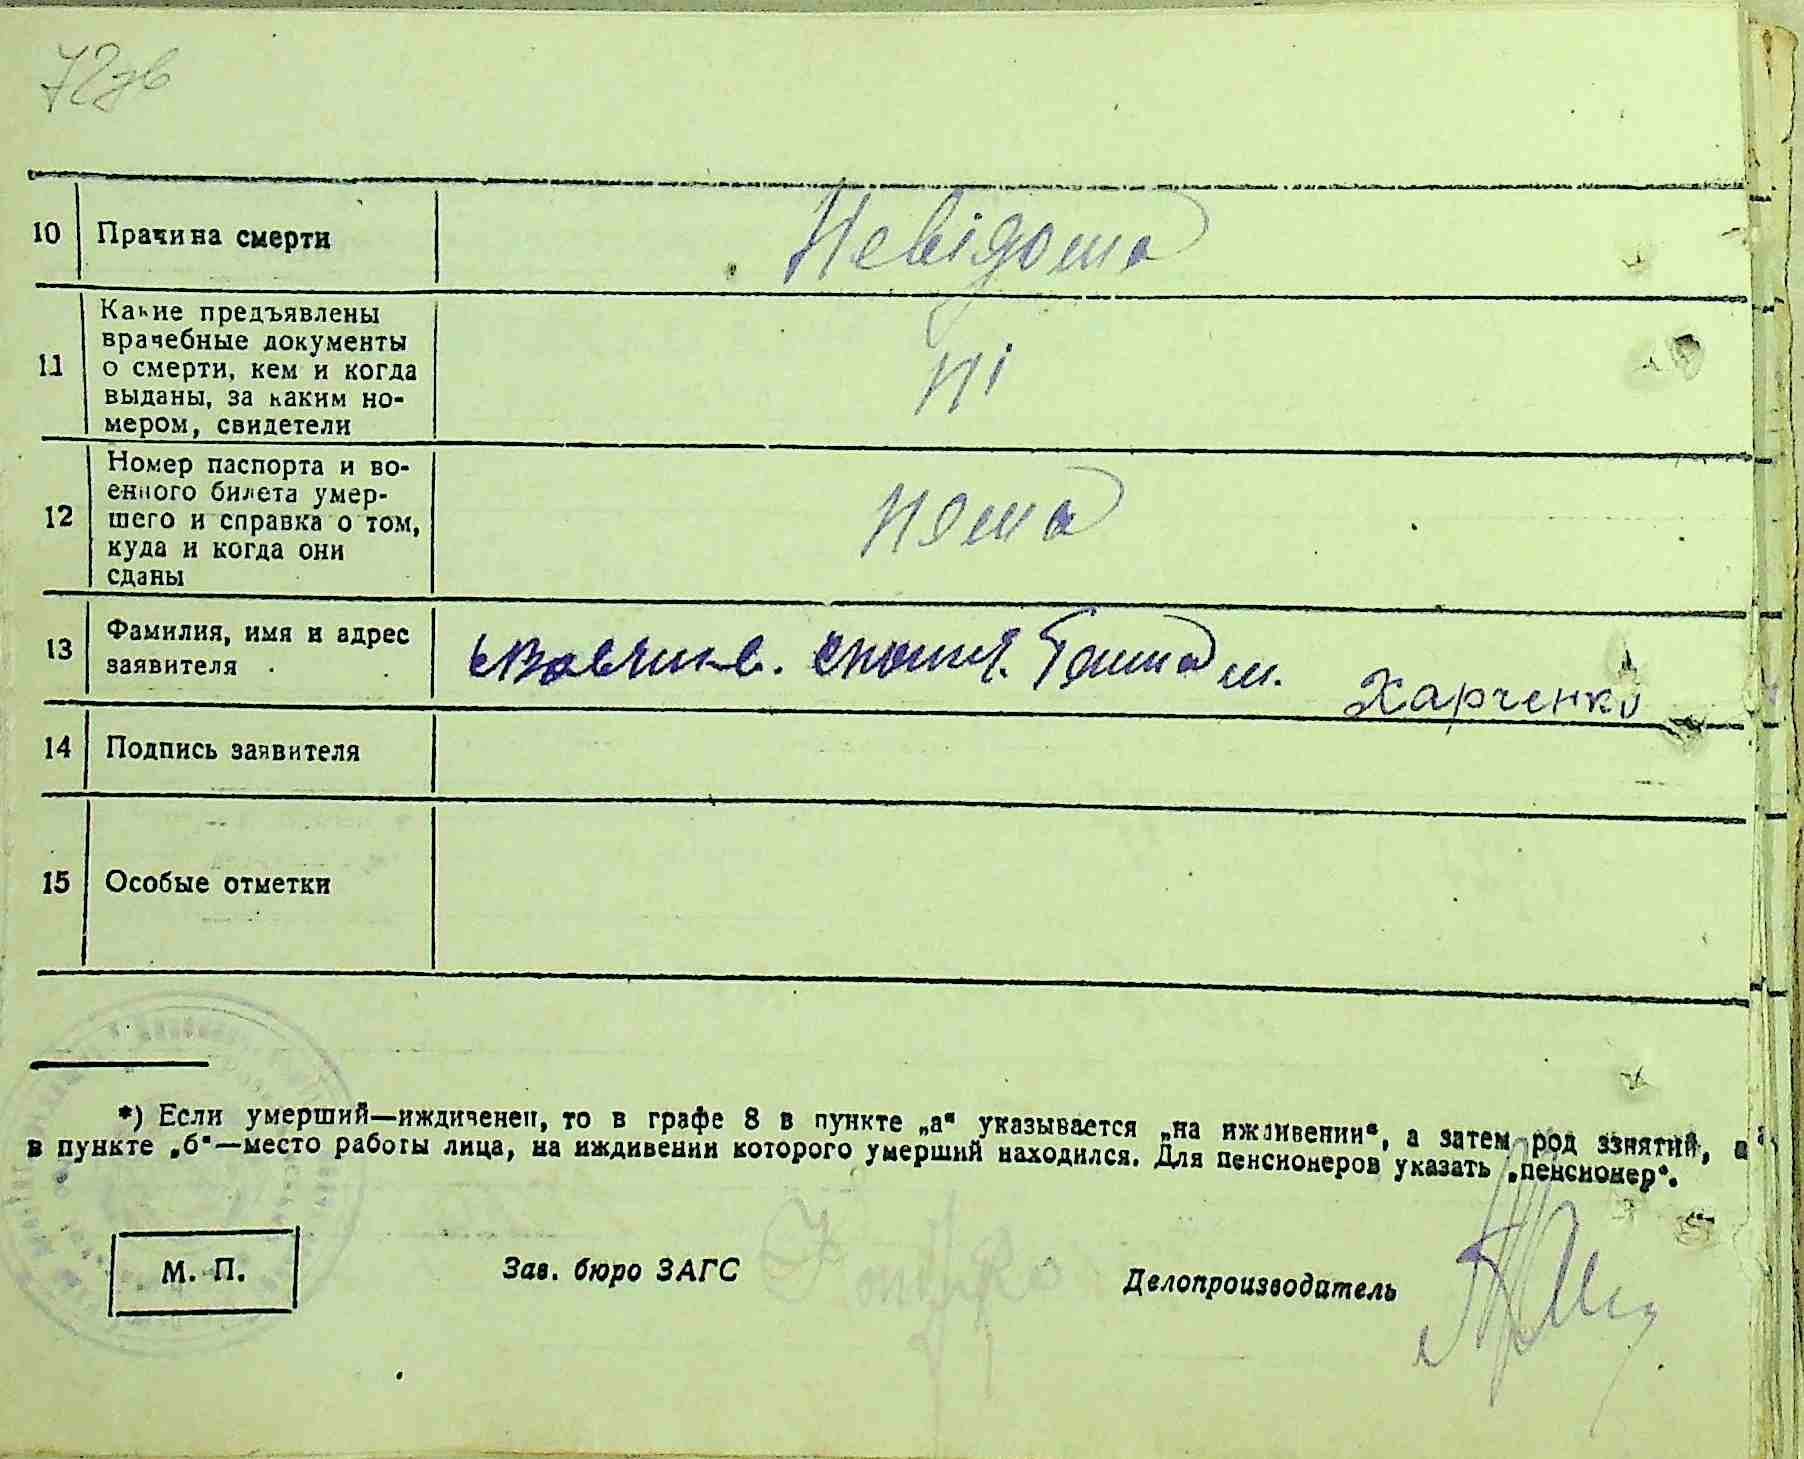 72зв
10 Прачина смерти Невідома
11 Какие предъявлены
врачебные документы
о смерти, кем и когда
выданы, за каким но-
мером, свидетели
ні
12 Номер паспорта и во-
енного билета умер-
шего и справка о том,
куда и когда они
сданы
нема
13 Фамилия, имя и адрес
заявителя
м. Харченко
14 Подпись заявителя
15 Особые отметки
*) Если умерший—иждивенец, то в графе 8 в пункте „а“ указывается „на иждивении“, а затем род занятий, а
в пункте „б“—место работы лица, на иждивении которого умерший находился. Для пенсионеров указать „пенсионер“.
М. П.
Зав. бюро ЗАГС
Делопроизводатель